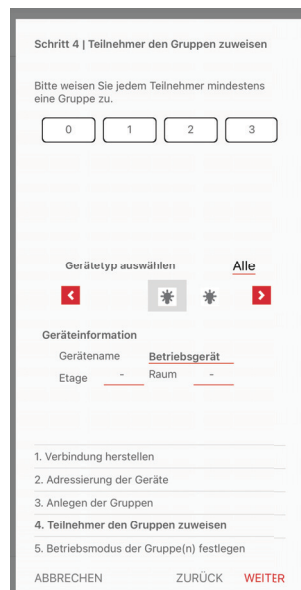 Schritt 4 | Teilnehmer den Gruppen zuweisen
Bitte weisen Sie jedem Teilnehmer mindestens
eine Gruppe zu.
0 1 2 3
Gerätetyp auswählen Alle
Geräteinformation
Gerätename Betriebsgerät
Etage - Raum -
1. Verbindung herstellen
2. Adressierung der Geräte
3. Anlegen der Gruppen
4. Teilnehmer den Gruppen zuweisen
5. Betriebsmodus der Gruppe(n) festlegen
ABBRECHEN ZURÜCK WEITER